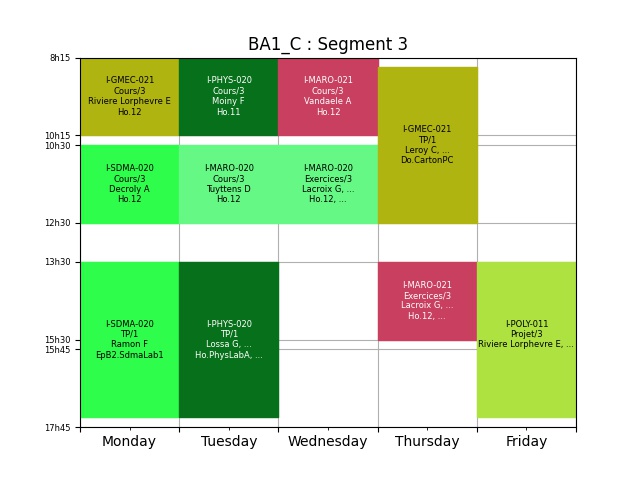 BA1_C : Segment 3
8h15
10h15
10h30
12h30
13h30
15h30
15h45
17h45
I-GMEC-021
Cours/3
Riviere Lorphevre E
Ho.12
I-PHYS-020
Cours/3
Moiny F
Ho.11
I-MARO-021
Cours/3
Vandaele A
Ho.12
I-GMEC-021
TP/1
Leroy C, ...
Do.CartonPC
I-SDMA-020
Cours/3
Decroly A
Ho.12
I-MARO-020
Cours/3
Tuyttens D
Ho.12
I-MARO-020
Exercices/3
Lacroix G, ...
Ho.12, ...
I-SDMA-020
TP/1
Ramon F
EpB2.SdmaLab1
I-PHYS-020
TP/1
Lossa G, ...
Ho.PhysLabA, ...
I-MARO-021
Exercices/3
Lacroix G, ...
Ho.12, ...
I-POLY-011
Projet/3
Riviere Lorphevre E, ...
Monday
Tuesday
Wednesday
Thursday
Friday